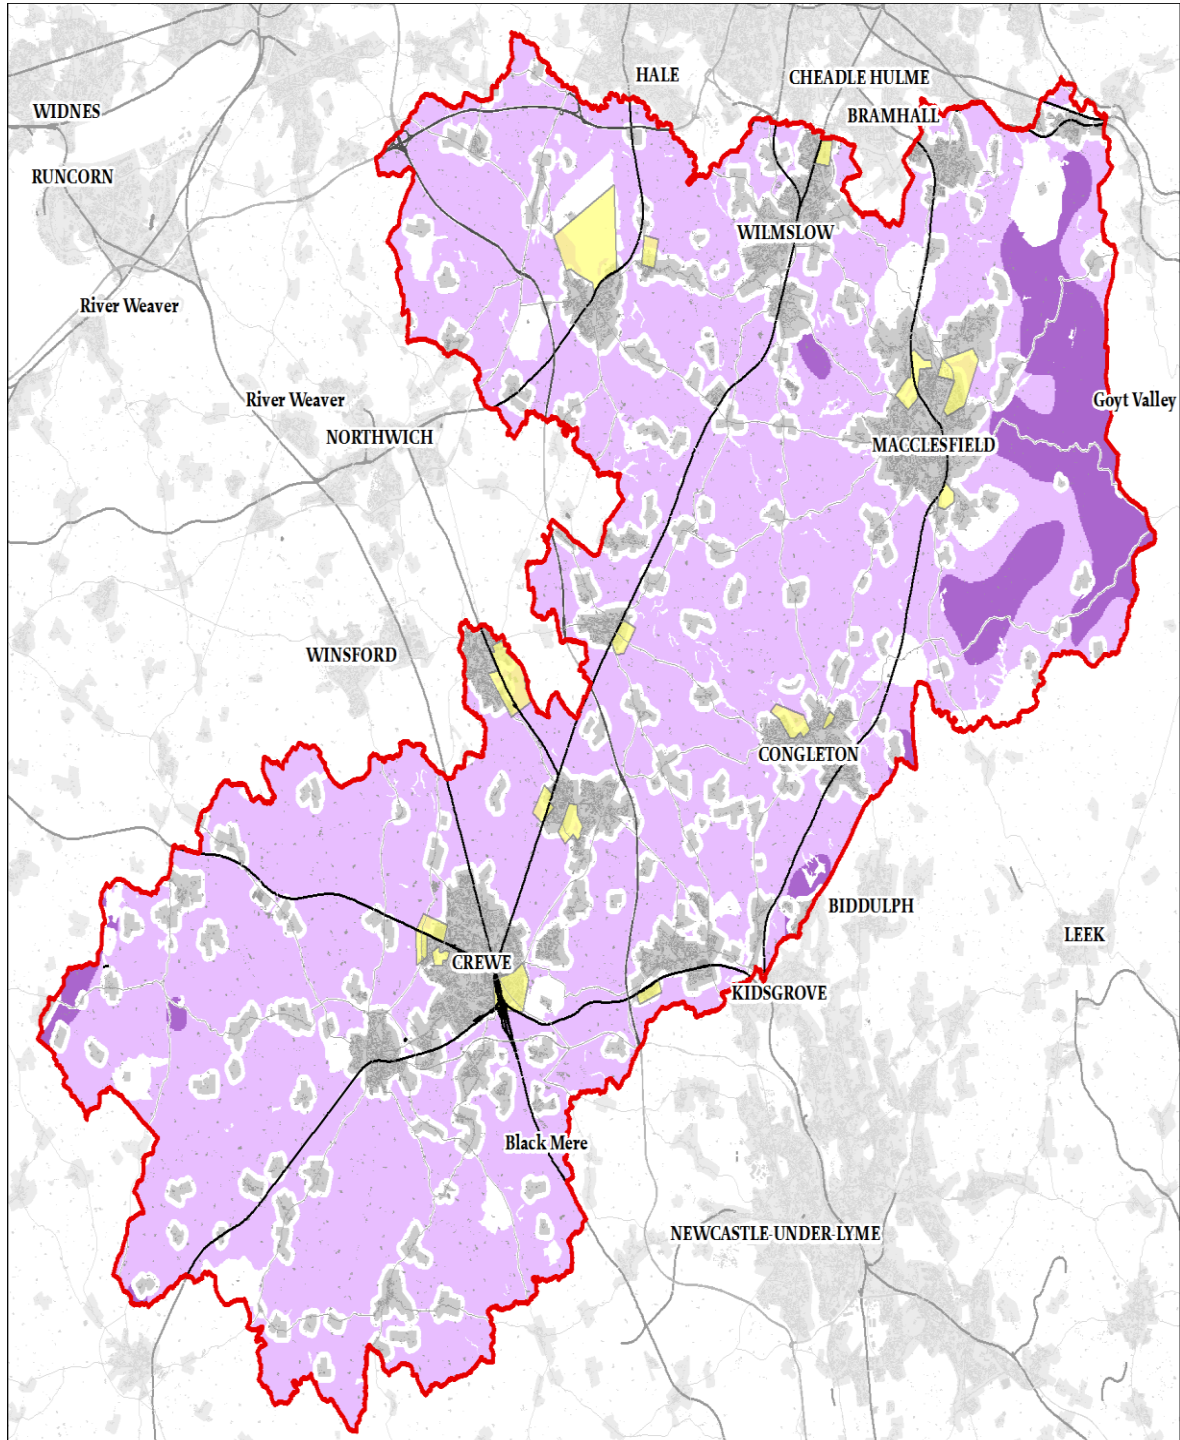 HALE
CHEADLE HULME
WIDNES
BRAMHALL
RUNCORN
WILMSLOW
River Weaver
River Weaver
Goyt Valley
NORTHWICH
MACCLESFIELD
WINSFORD
CONGLETON
BIDDULPH
LEEK
CREWE
KIDSGROVE
Black Mere
NEWCASTLE-UNDER-LYME